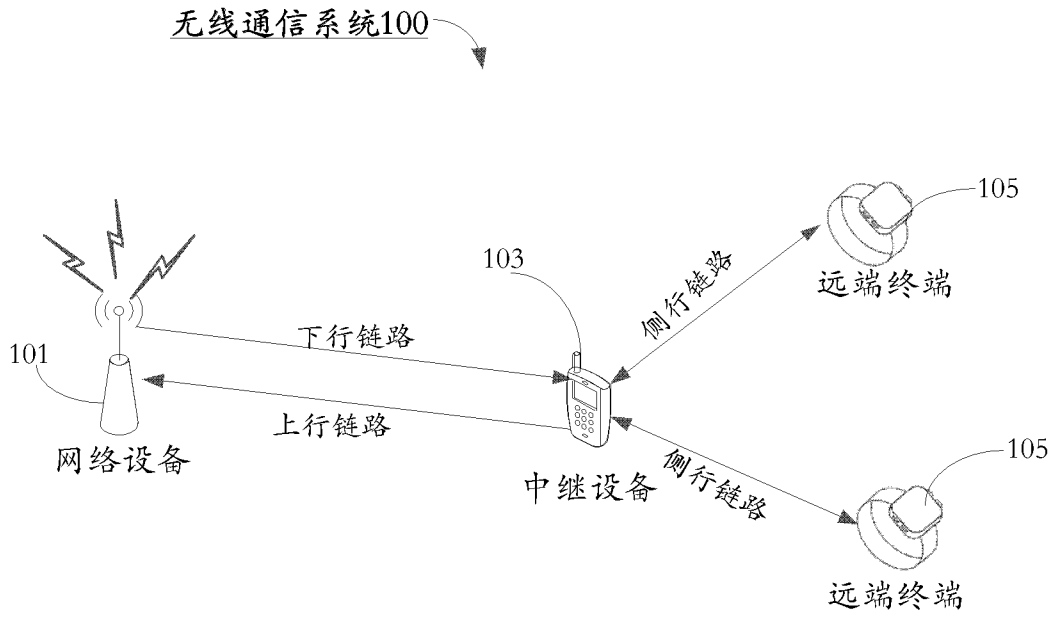 无线通信系统100
105
远端终端
103
侧行链路
下行链路
101
上行链路
网络设备
中继设备
侧行链路
105
远端终端